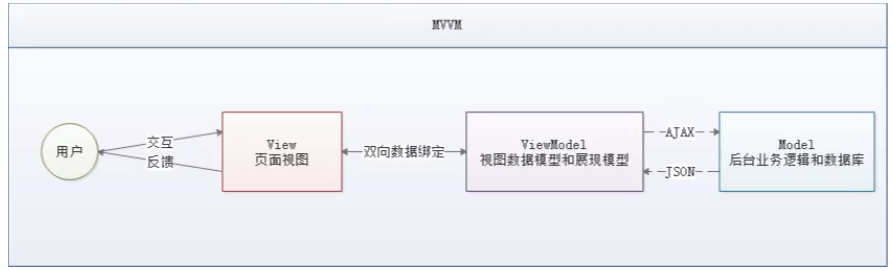 MVVM
用户
交互
反馈
View
页面视图
双向数据绑定
ViewModel
视图数据模型和展现模型
AJAX
JSON
Model
后台业务逻辑和数据库